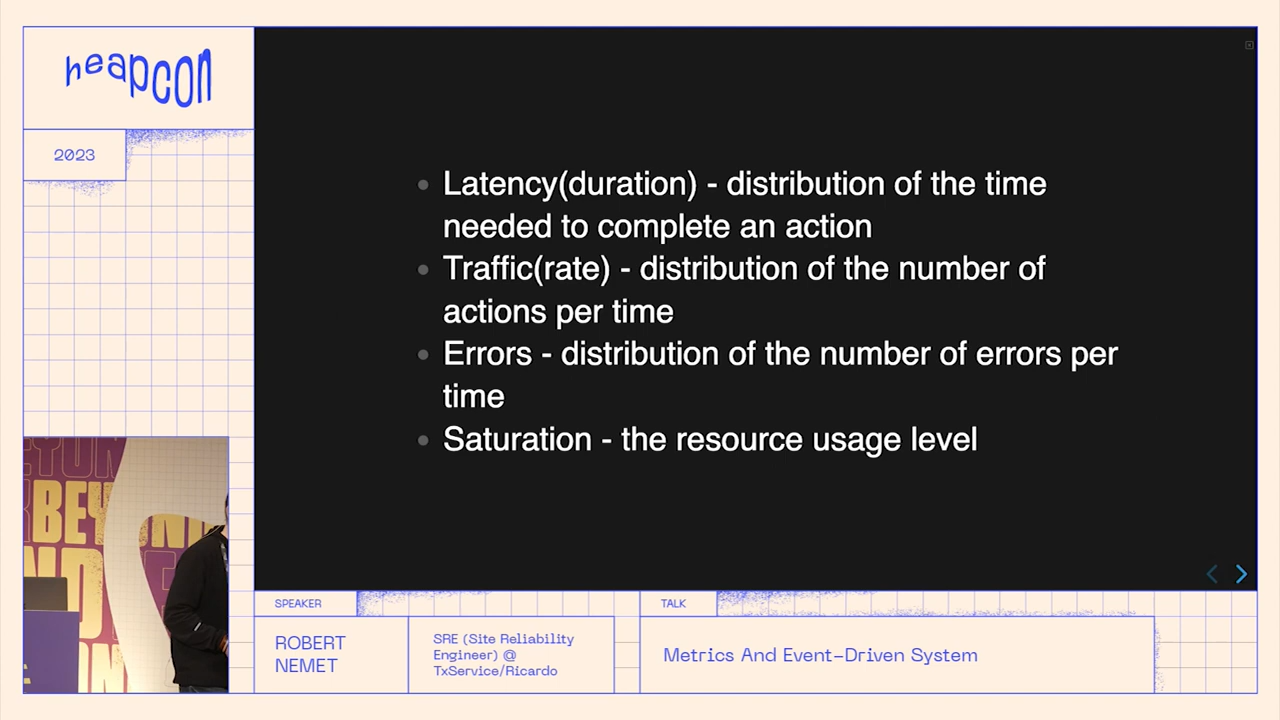 heapcon
2023
Latency(duration) - distribution of the time
needed to complete an action
Traffic(rate) - distribution of the number of
actions per time
Errors - distribution of the number of errors per
time
Saturation - the resource usage level
BEYOND
SPEAKER
ROBERT
NEMET
SRE (Site Reliability
Engineer) @
TxService/Ricardo
TALK
Metrics And Event-Driven System